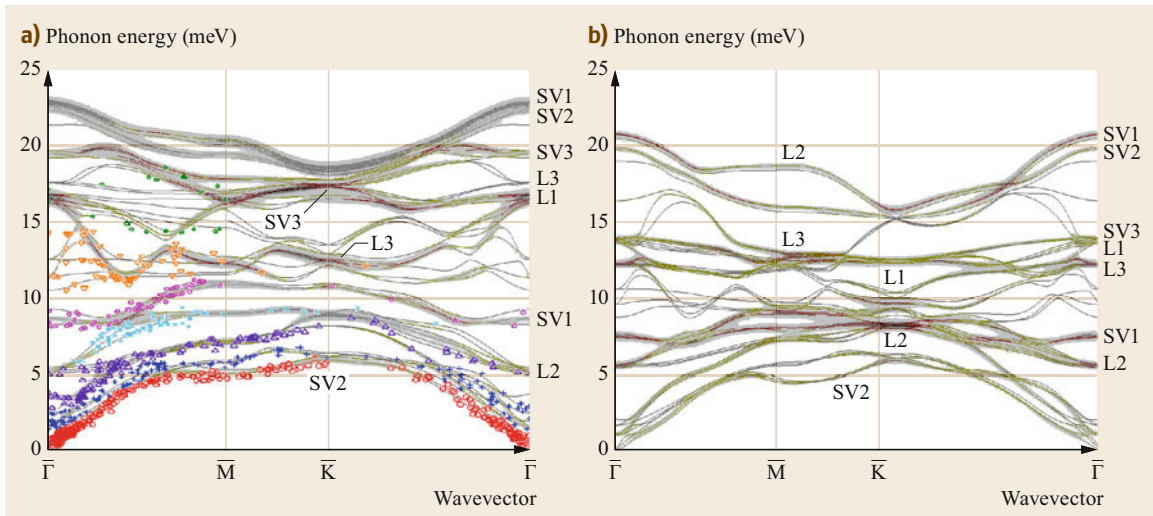 a) Phonon energy (meV)
25
20
15
10
5
0
SV1
SV2
SV3
L3
L1
SV3
L3
SV1
L2
SV2
Γ̅ M̅ K̅ Γ̅
Wavevector
b) Phonon energy (meV)
25
20
15
10
5
0
L2
SV1
SV2
L3
SV3
L1
L3
L1
L2
SV1
L2
SV2
Γ̅ M̅ K̅ Γ̅
Wavevector